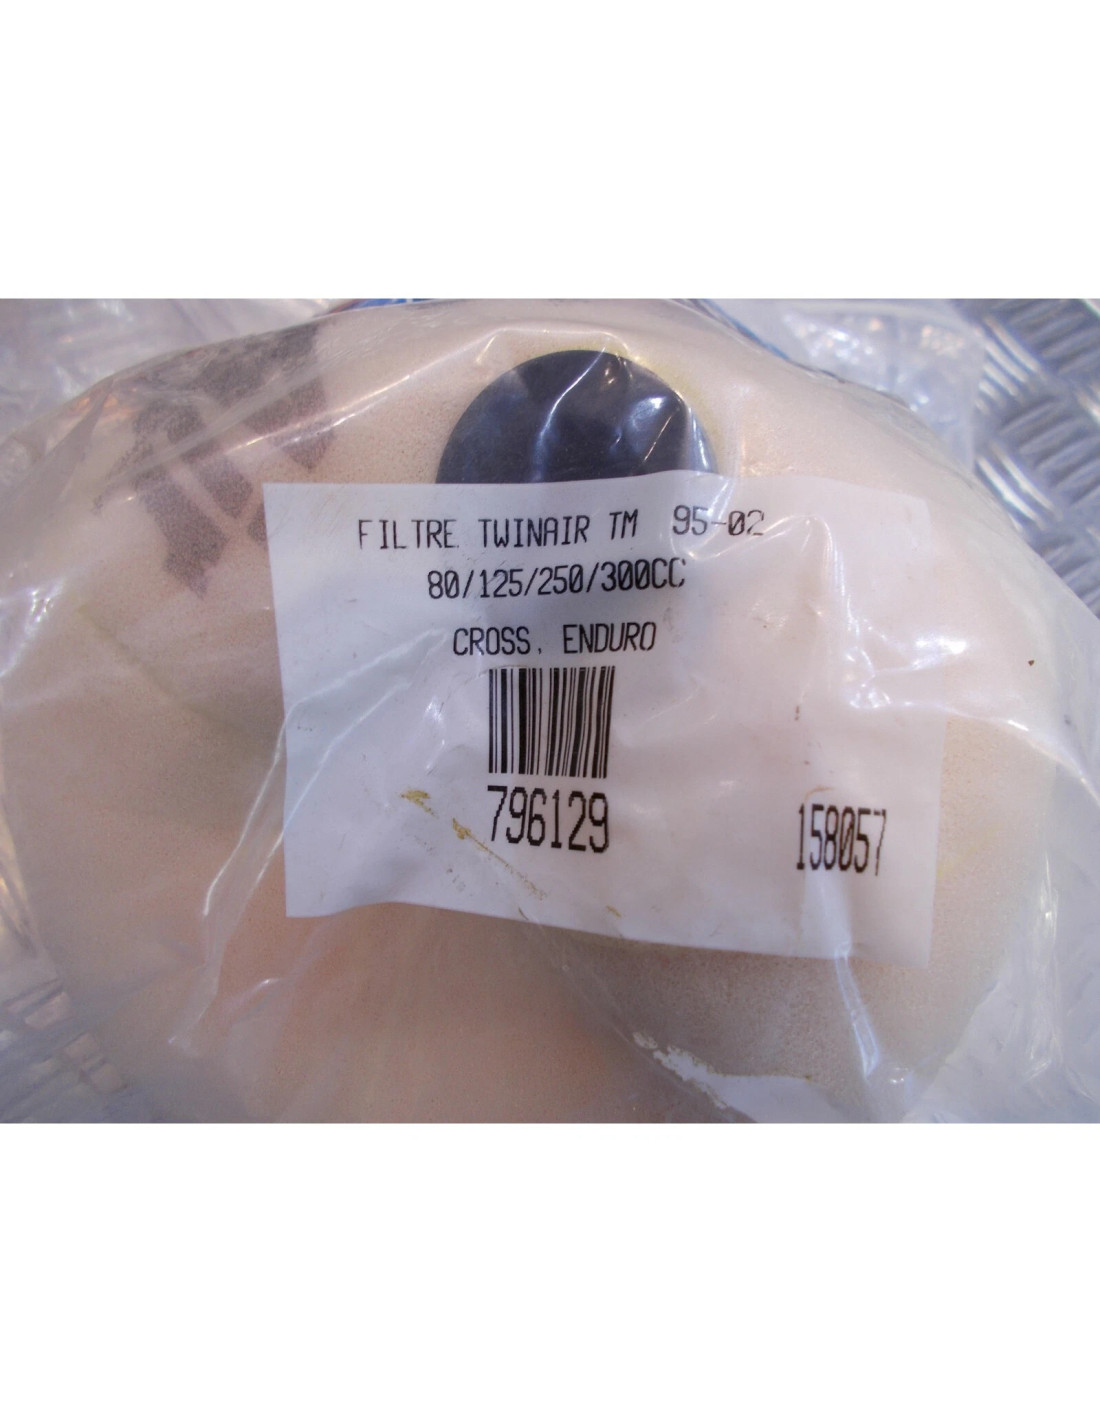 FILTRE TWINAIR TM 95-02
80/125/250/300CC
CROSS, ENDURO
796129
158057